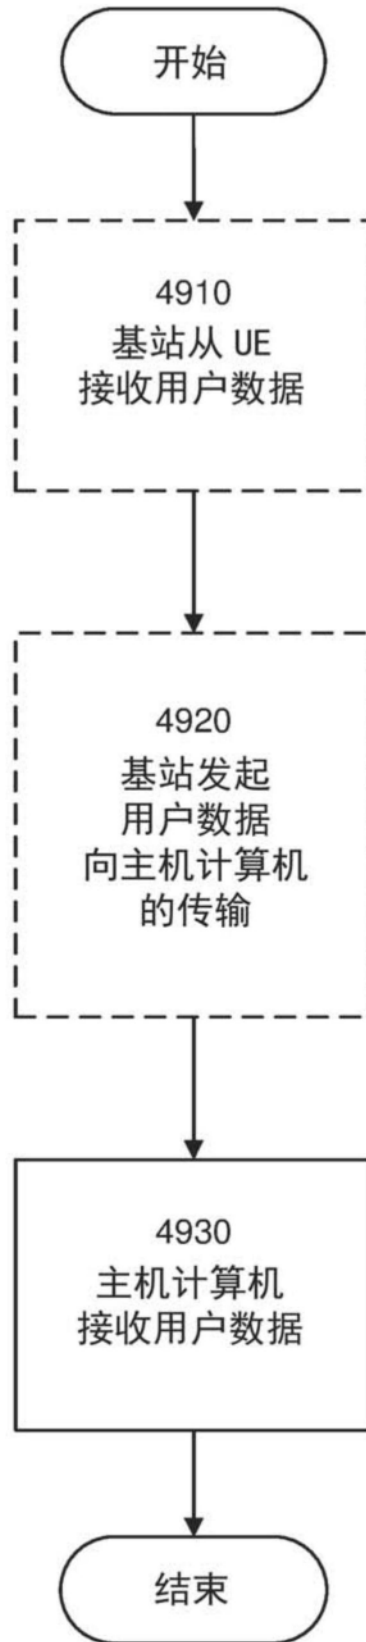 开始
4910
基站从 UE
接收用户数据
4920
基站发起
用户数据
向主机计算机
的传输
4930
主机计算机
接收用户数据
结束